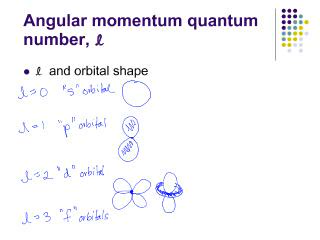 Angular momentum quantum
number, ℓ
ℓ and orbital shape
l=0 "s" orbital
l=1 "p" orbital
l=2 "d" orbital
l=3 "f" orbitals